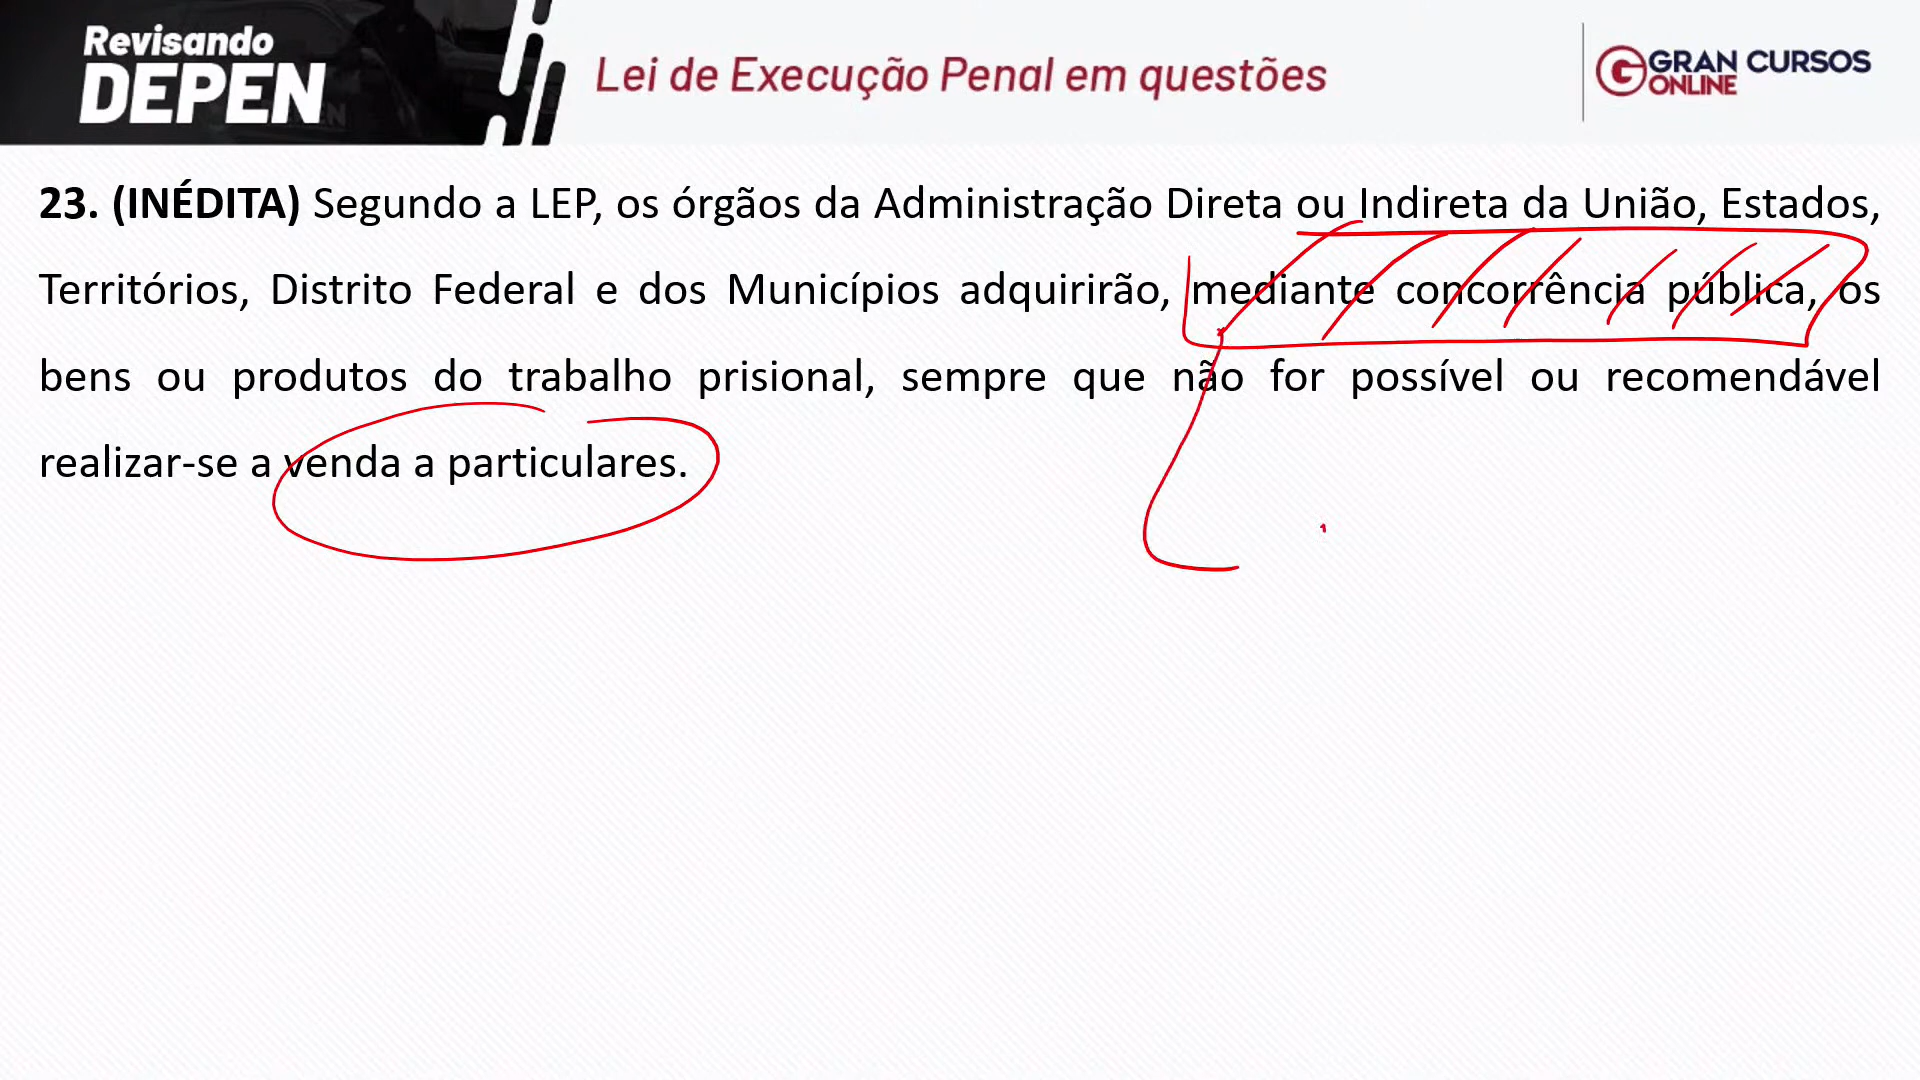 Revisando
DEPEN
Lei de Execução Penal em questões
GRAN CURSOS
ONLINE
23. (INÉDITA) Segundo a LEP, os órgãos da Administração Direta ou Indireta da União, Estados,
Territórios, Distrito Federal e dos Municípios adquirirão, mediante concorrência pública, os
bens ou produtos do trabalho prisional, sempre que não for possível ou recomendável
realizar-se a venda a particulares.